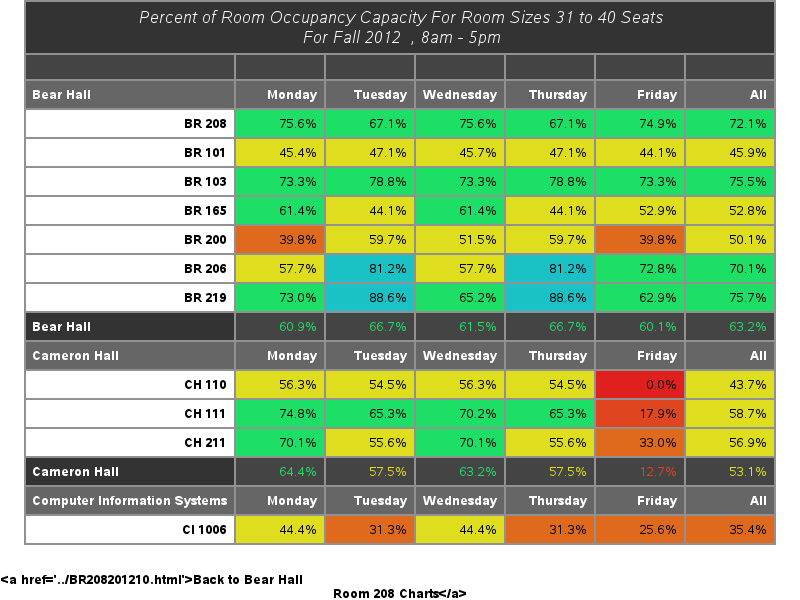 Percent of Room Occupancy Capacity For Room Sizes 31 to 40 Seats
For Fall 2012 , 8am - 5pm
Bear Hall Monday Tuesday Wednesday Thursday Friday All
BR 208 75.6% 67.1% 75.6% 67.1% 74.9% 72.1%
BR 101 45.4% 47.1% 45.7% 47.1% 44.1% 45.9%
BR 103 73.3% 78.8% 73.3% 78.8% 73.3% 75.5%
BR 165 61.4% 44.1% 61.4% 44.1% 52.9% 52.8%
BR 200 39.8% 59.7% 51.5% 59.7% 39.8% 50.1%
BR 206 57.7% 81.2% 57.7% 81.2% 72.8% 70.1%
BR 219 73.0% 88.6% 65.2% 88.6% 62.9% 75.7%
Bear Hall 60.9% 66.7% 61.5% 66.7% 60.1% 63.2%
Cameron Hall Monday Tuesday Wednesday Thursday Friday All
CH 110 56.3% 54.5% 56.3% 54.5% 0.0% 43.7%
CH 111 74.8% 65.3% 70.2% 65.3% 17.9% 58.7%
CH 211 70.1% 55.6% 70.1% 55.6% 33.0% 56.9%
Cameron Hall 64.4% 57.5% 63.2% 57.5% 12.7% 53.1%
Computer Information Systems Monday Tuesday Wednesday Thursday Friday All
CI 1006 44.4% 31.3% 44.4% 31.3% 25.6% 35.4%
<a href='../BR208201210.html'>Back to Bear Hall
Room 208 Charts</a>